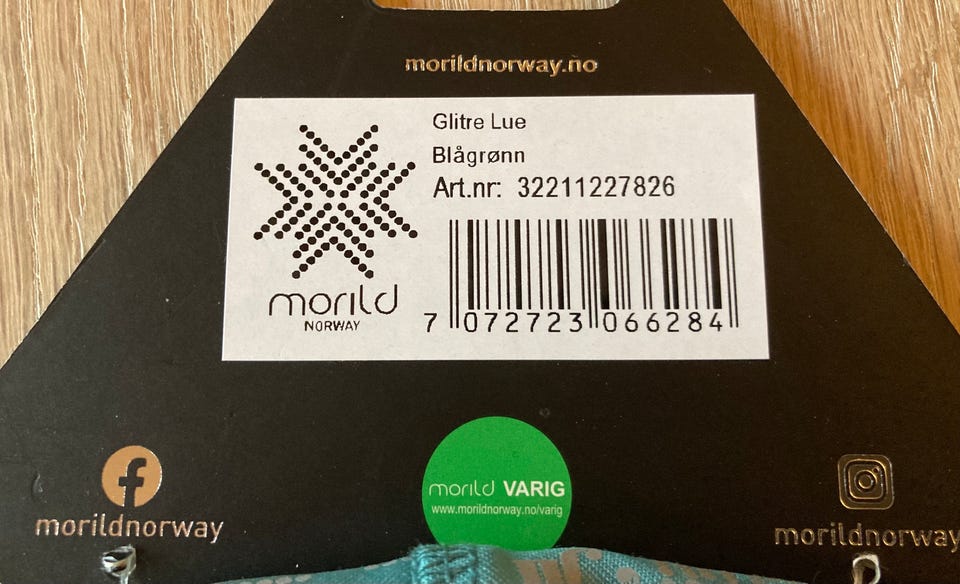 morildnorway.no
Glitre Lue
Blågrønn
Art.nr: 32211227826
morild
NORWAY
7 072723 066284
morild VARIG
www.morildnorway.no/varig
morildnorway
morildnorway